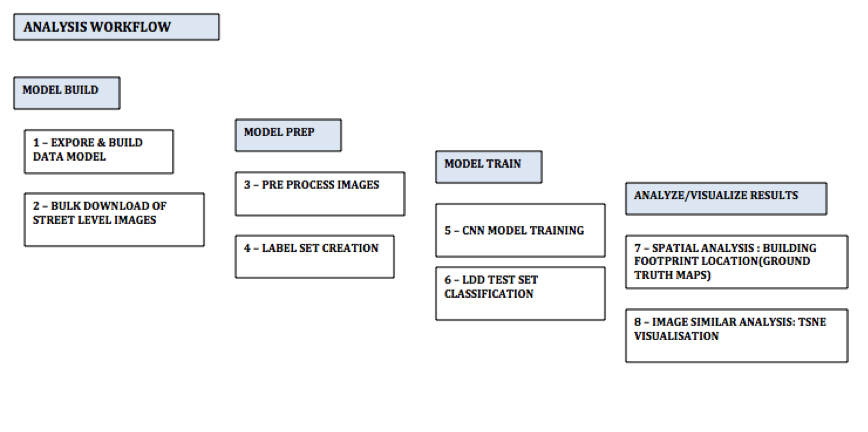 ANALYSIS WORKFLOW
MODEL BUILD
1 – EXPORE & BUILD
DATA MODEL
2 – BULK DOWNLOAD OF
STREET LEVEL IMAGES
MODEL PREP
3 – PRE PROCESS IMAGES
4 – LABEL SET CREATION
MODEL TRAIN
5 – CNN MODEL TRAINING
6 – LDD TEST SET
CLASSIFICATION
ANALYZE/VISUALIZE RESULTS
7 – SPATIAL ANALYSIS : BUILDING
FOOTPRINT LOCATION(GROUND
TRUTH MAPS)
8 – IMAGE SIMILAR ANALYSIS: TSNE
VISUALISATION